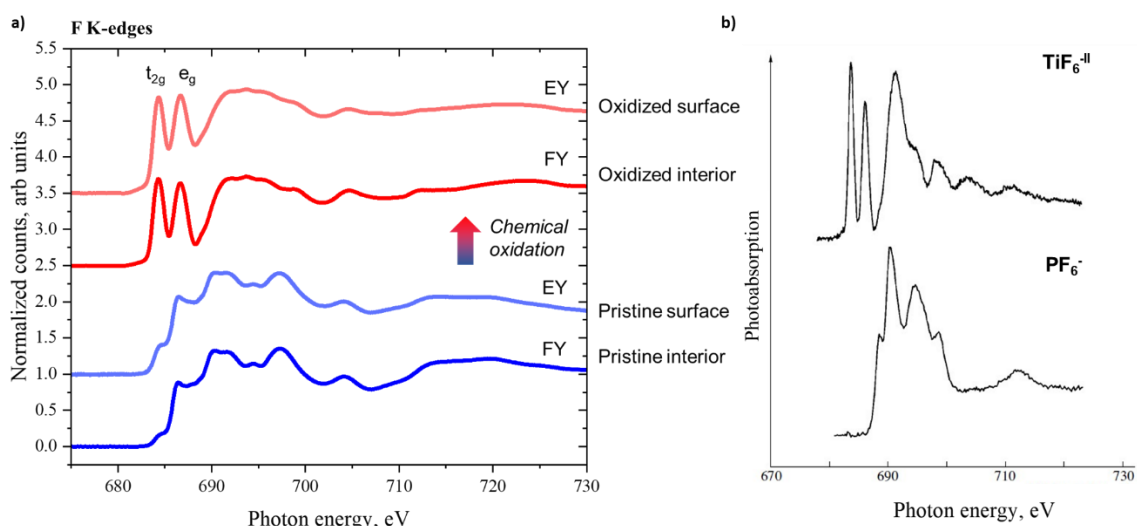 a)
F K-edges
Normalized counts, arb units
5.5
5.0
4.5
4.0
3.5
3.0
2.5
2.0
1.5
1.0
0.5
0.0
t2g
eg
EY
Oxidized surface
FY
Oxidized interior
Chemical
oxidation
EY
Pristine surface
FY
Pristine interior
680 690 700 710 720 730
Photon energy, eV
b)
TiF6-II
Photoabsorption
PF6-
670 690 710 730
Photon energy, eV